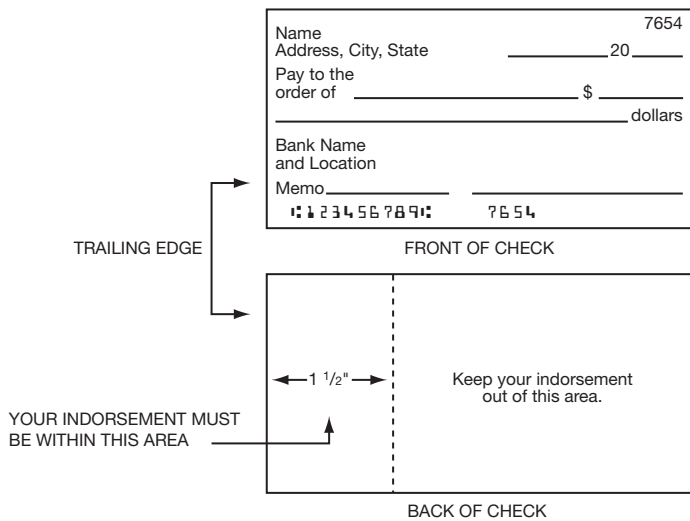 7654
Name
Address, City, State 20
Pay to the
order of $
dollars
Bank Name
and Location
Memo
⑆123456789⑆ 7654
TRAILING EDGE
FRONT OF CHECK
1 1/2"
Keep your indorsement
out of this area.
YOUR INDORSEMENT MUST
BE WITHIN THIS AREA
BACK OF CHECK